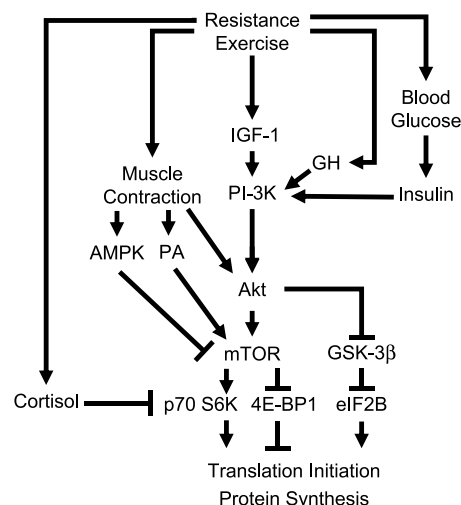 Resistance
Exercise
Blood
Glucose
IGF-1
GH
Muscle
Contraction
PI-3K
Insulin
AMPK
PA
Akt
mTOR
GSK-3β
Cortisol
p70 S6K
4E-BP1
eIF2B
Translation Initiation
Protein Synthesis